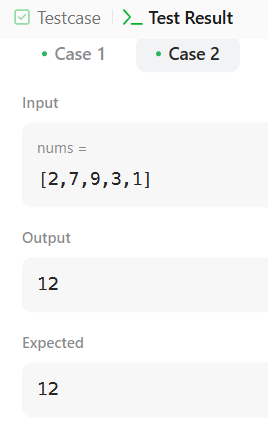 Testcase
Test Result
Case 1
Case 2
Input
nums =
[2,7,9,3,1]
Output
12
Expected
12